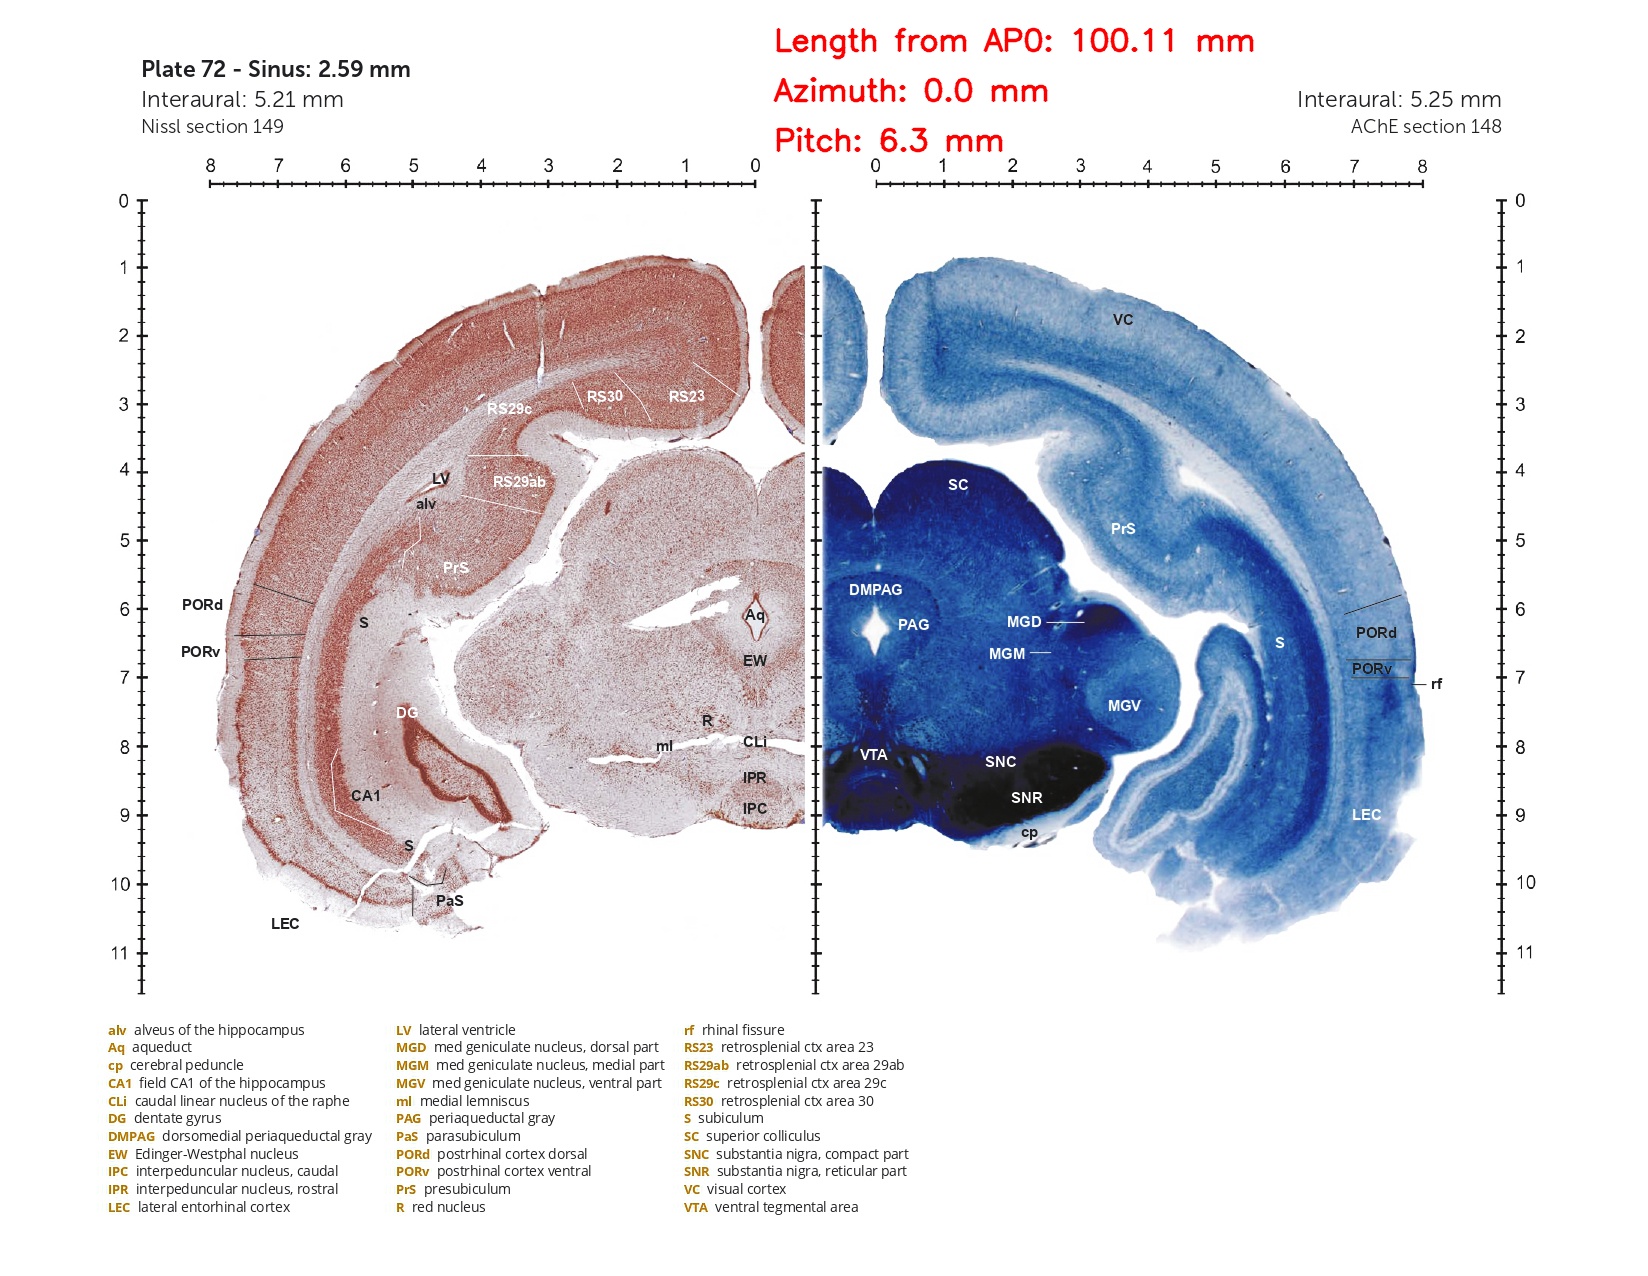 Length from AP0: 100.11 mm
Plate 72 - Sinus: 2.59 mm
Azimuth: 0.0 mm
Interaural: 5.21 mm
Interaural: 5.25 mm
Nissl section 149
AChE section 148
Pitch: 6.3 mm
8 7 6 5 4 3 2 1 0
0 1 2 3 4 5 6 7 8
0 0
1 1
VC
2 2
RS30 RS23
3 3
RS29c
4 4
LV RS29ab SC
alv
PrS
5 5
PrS
DMPAG
6 6
PORd
Aq
S MGD PAG
PORd
PORv
EW MGM S
PORv
7 7
rf
DG MGV
R
ml CLi
8 8
VTA SNC
IPR
CA1 SNR
IPC
9 9
LEC
cp
S
10 10
PaS
LEC
11 11
alv alveus of the hippocampus
Aq aqueduct
cp cerebral peduncle
CA1 field CA1 of the hippocampus
CLi caudal linear nucleus of the raphe
DG dentate gyrus
DMPAG dorsomedial periaqueductal gray
EW Edinger-Westphal nucleus
IPC interpeduncular nucleus, caudal
IPR interpeduncular nucleus, rostral
LEC lateral entorhinal cortex
LV lateral ventricle
MGD med geniculate nucleus, dorsal part
MGM med geniculate nucleus, medial part
MGV med geniculate nucleus, ventral part
ml medial lemniscus
PAG periaqueductal gray
PaS parasubiculum
PORd postrhinal cortex dorsal
PORv postrhinal cortex ventral
PrS presubiculum
R red nucleus
rf rhinal fissure
RS23 retrosplenial ctx area 23
RS29ab retrosplenial ctx area 29ab
RS29c retrosplenial ctx area 29c
RS30 retrosplenial ctx area 30
S subiculum
SC superior colliculus
SNC substantia nigra, compact part
SNR substantia nigra, reticular part
VC visual cortex
VTA ventral tegmental area